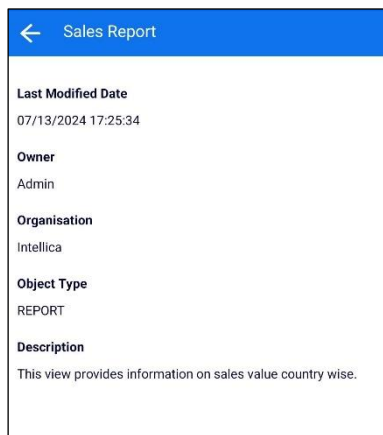 Sales Report
Last Modified Date
07/13/2024 17:25:34
Owner
Admin
Organisation
Intellica
Object Type
REPORT
Description
This view provides information on sales value country wise.